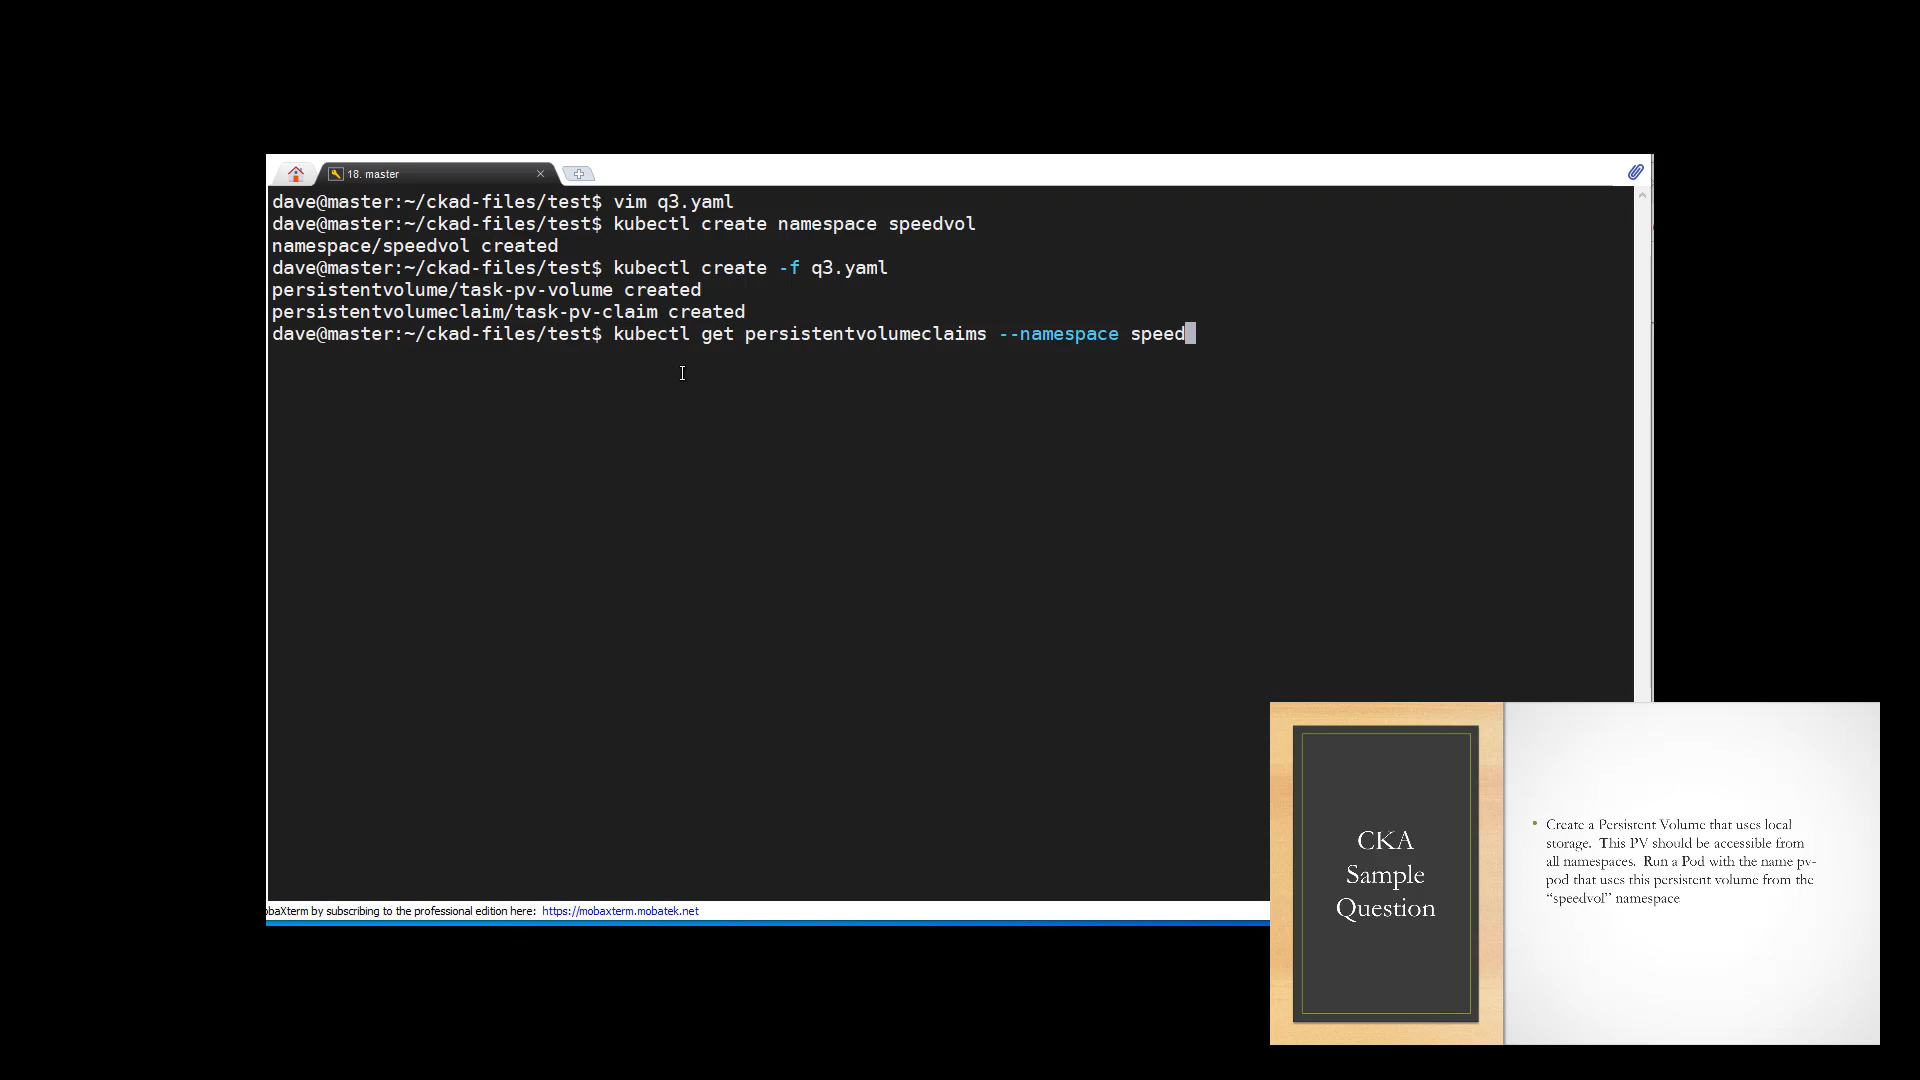 18. master
dave@master:~/ckad-files/test$ vim q3.yaml
dave@master:~/ckad-files/test$ kubectl create namespace speedvol
namespace/speedvol created
dave@master:~/ckad-files/test$ kubectl create -f q3.yaml
persistentvolume/task-pv-volume created
persistentvolumeclaim/task-pv-claim created
dave@master:~/ckad-files/test$ kubectl get persistentvolumeclaims --namespace speed
obaXterm by subscribing to the professional edition here: https://mobaxterm.mobatek.net
CKA
Sample
Question
• Create a Persistent Volume that uses local
storage. This PV should be accessible from
all namespaces. Run a Pod with the name pv-
pod that uses this persistent volume from the
“speedvol” namespace